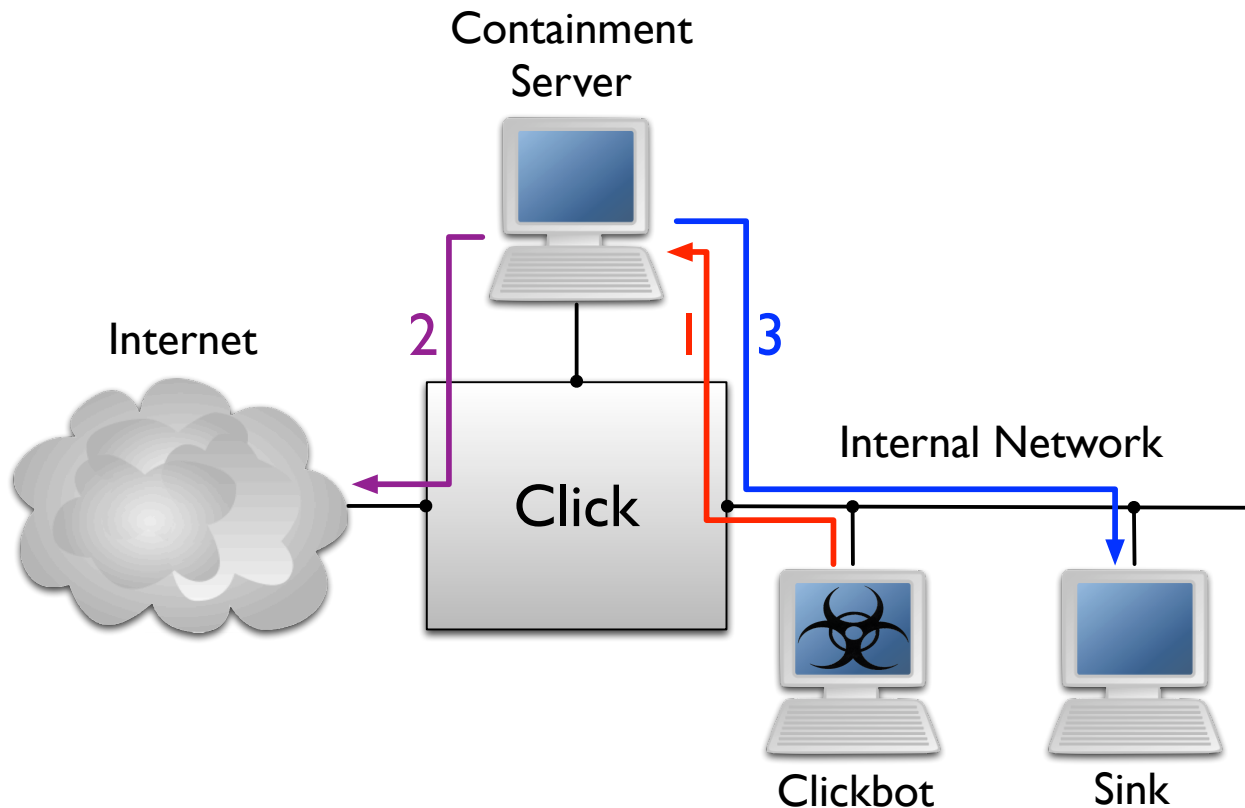 Containment
Server
2
1
3
Internet
Internal Network
Click
Clickbot
Sink